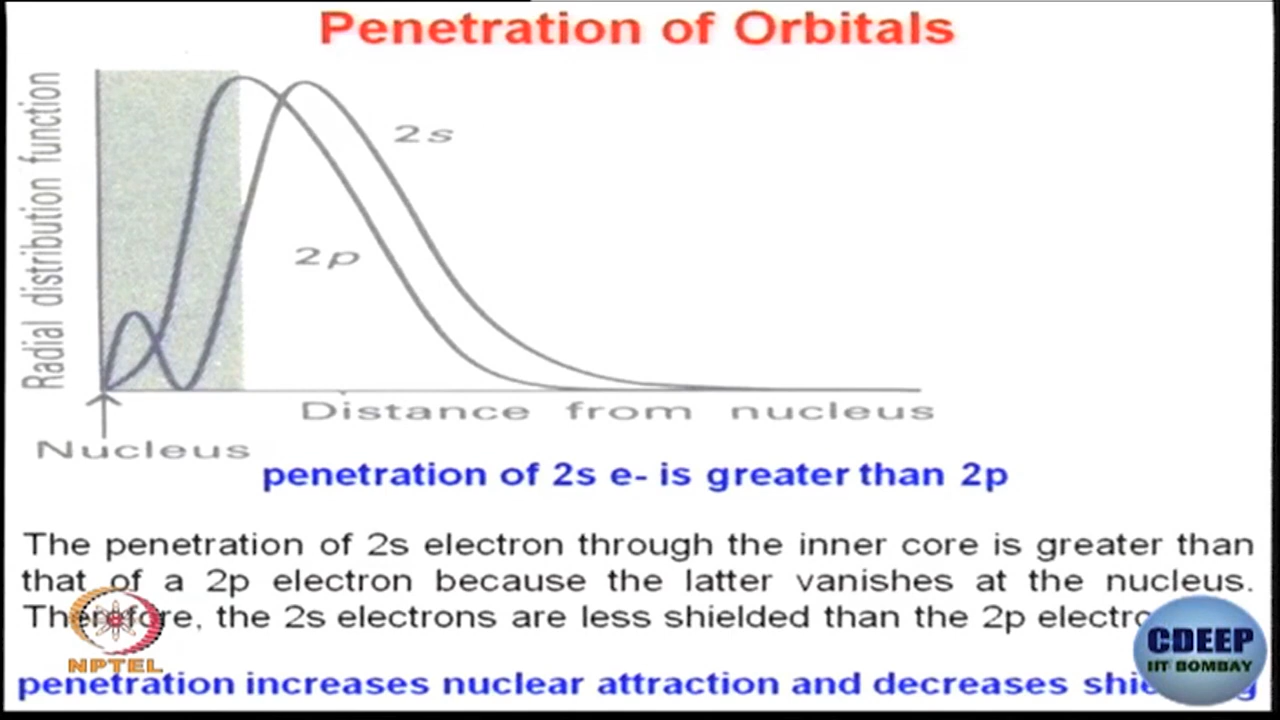 Penetration of Orbitals
Radial distribution function
2s
2p
Distance from nucleus
Nucleus
penetration of 2s e- is greater than 2p
The penetration of 2s electron through the inner core is greater than
that of a 2p electron because the latter vanishes at the nucleus.
the 2s electrons are less shielded than the 2p
penetration increases nuclear attraction and decreases
NPTEL
CDEEP
IIT BOMBAY